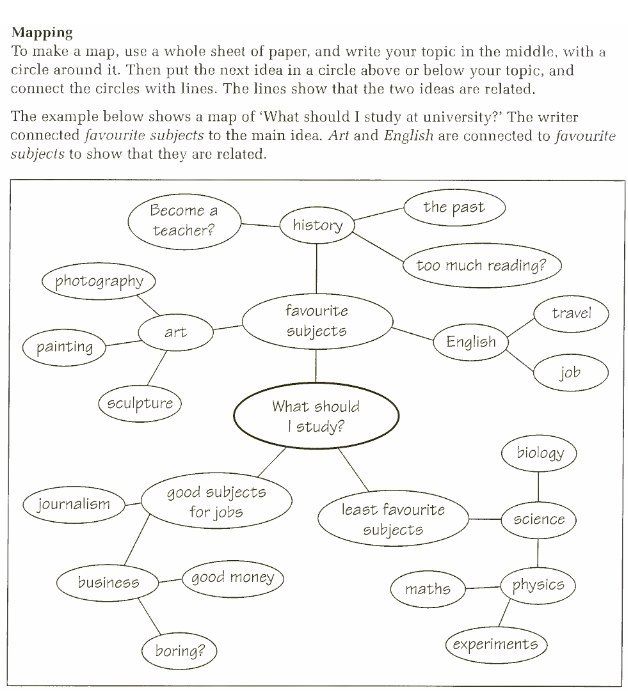 Mapping
To make a map, use a whole sheet of paper, and write your topic in the middle, with a
circle around it. Then put the next idea in a circle above or below your topic, and
connect the circles with lines. The lines show that the two ideas are related.
The example below shows a map of ‘What should I study at university?’ The writer
connected favourite subjects to the main idea. Art and English are connected to favourite
subjects to show that they are related.
Become a
teacher?
history
the past
too much reading?
photography
painting
art
sculpture
favourite
subjects
English
travel
job
What should
I study?
journalism
good subjects
for jobs
business
good money
boring?
least favourite
subjects
biology
science
maths
physics
experiments